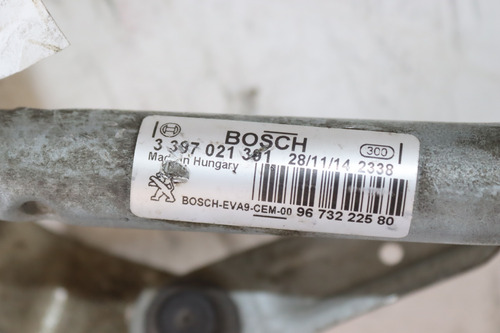 BOSCH
3 397 021 361 28/11/14 2338 300
Made in Hungary
BOSCH-EVA9-CEM-00 96 732 225 80